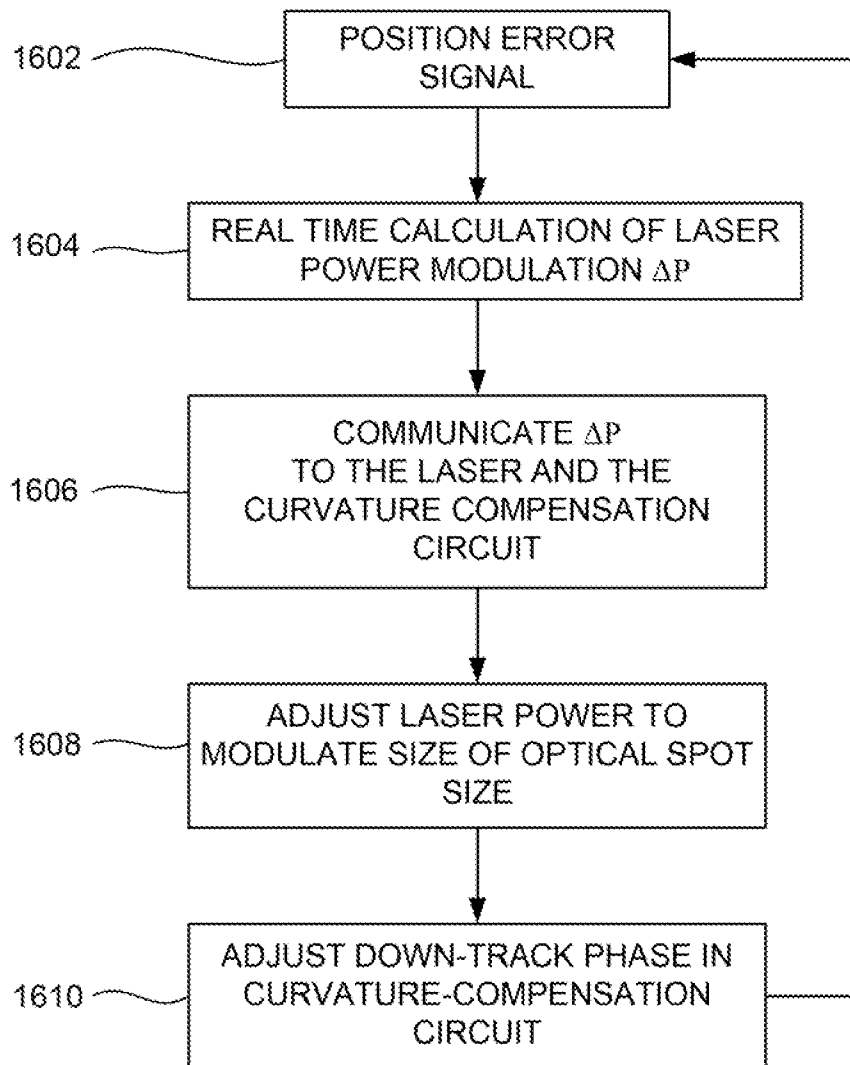 1602
POSITION ERROR
SIGNAL
1604
REAL TIME CALCULATION OF LASER
POWER MODULATION ΔP
1606
COMMUNICATE ΔP
TO THE LASER AND THE
CURVATURE COMPENSATION
CIRCUIT
1608
ADJUST LASER POWER TO
MODULATE SIZE OF OPTICAL SPOT
SIZE
1610
ADJUST DOWN-TRACK PHASE IN
CURVATURE-COMPENSATION
CIRCUIT